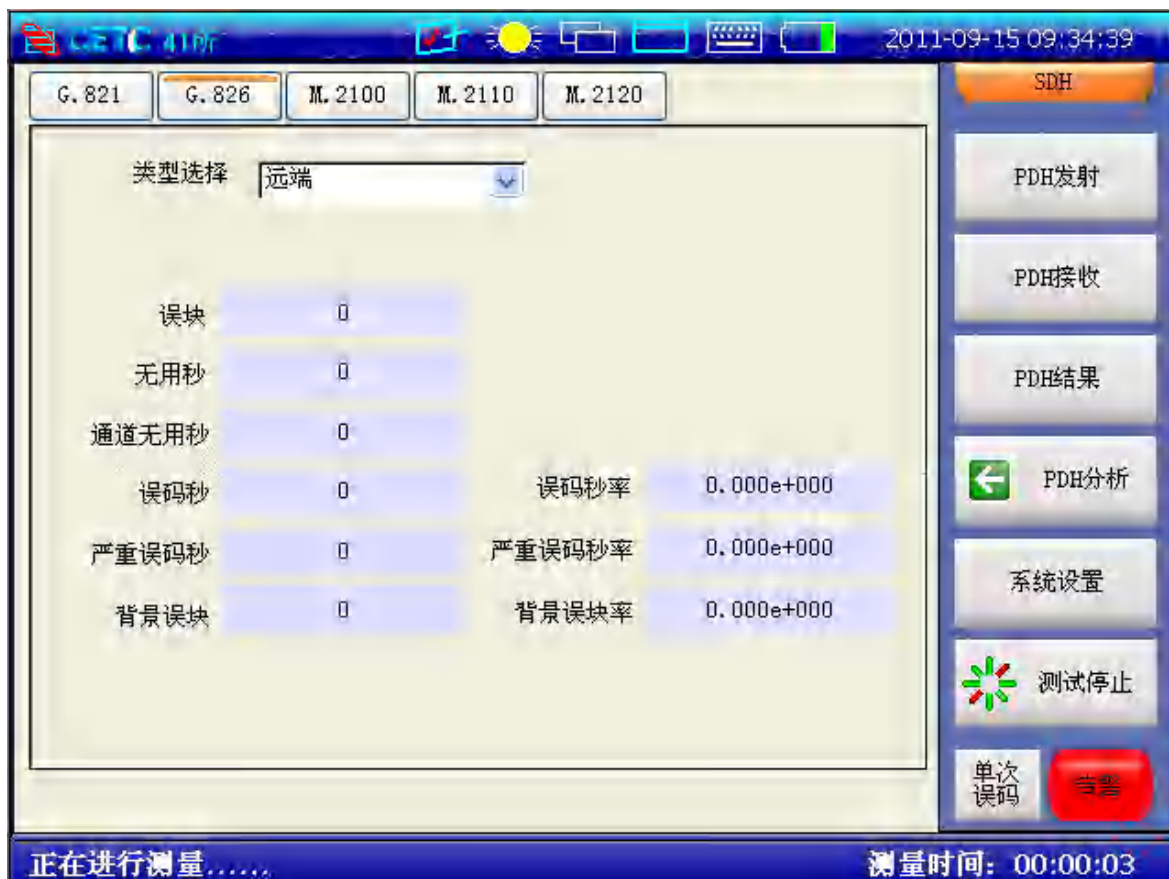 CETC 41所 2011-09-15 09:34:39
G.821 G.826 M.2100 M.2110 M.2120
SDH
类型选择 远端
PDH发射
PDH接收
误块 0
无用秒 0
PDH结果
通道无用秒 0
误码秒 0 误码秒率 0.000e+000
PDH分析
严重误码秒 0 严重误码秒率 0.000e+000
系统设置
背景误块 0 背景误块率 0.000e+000
测试停止
单次
误码
告警
正在进行测量...... 测量时间: 00:00:03